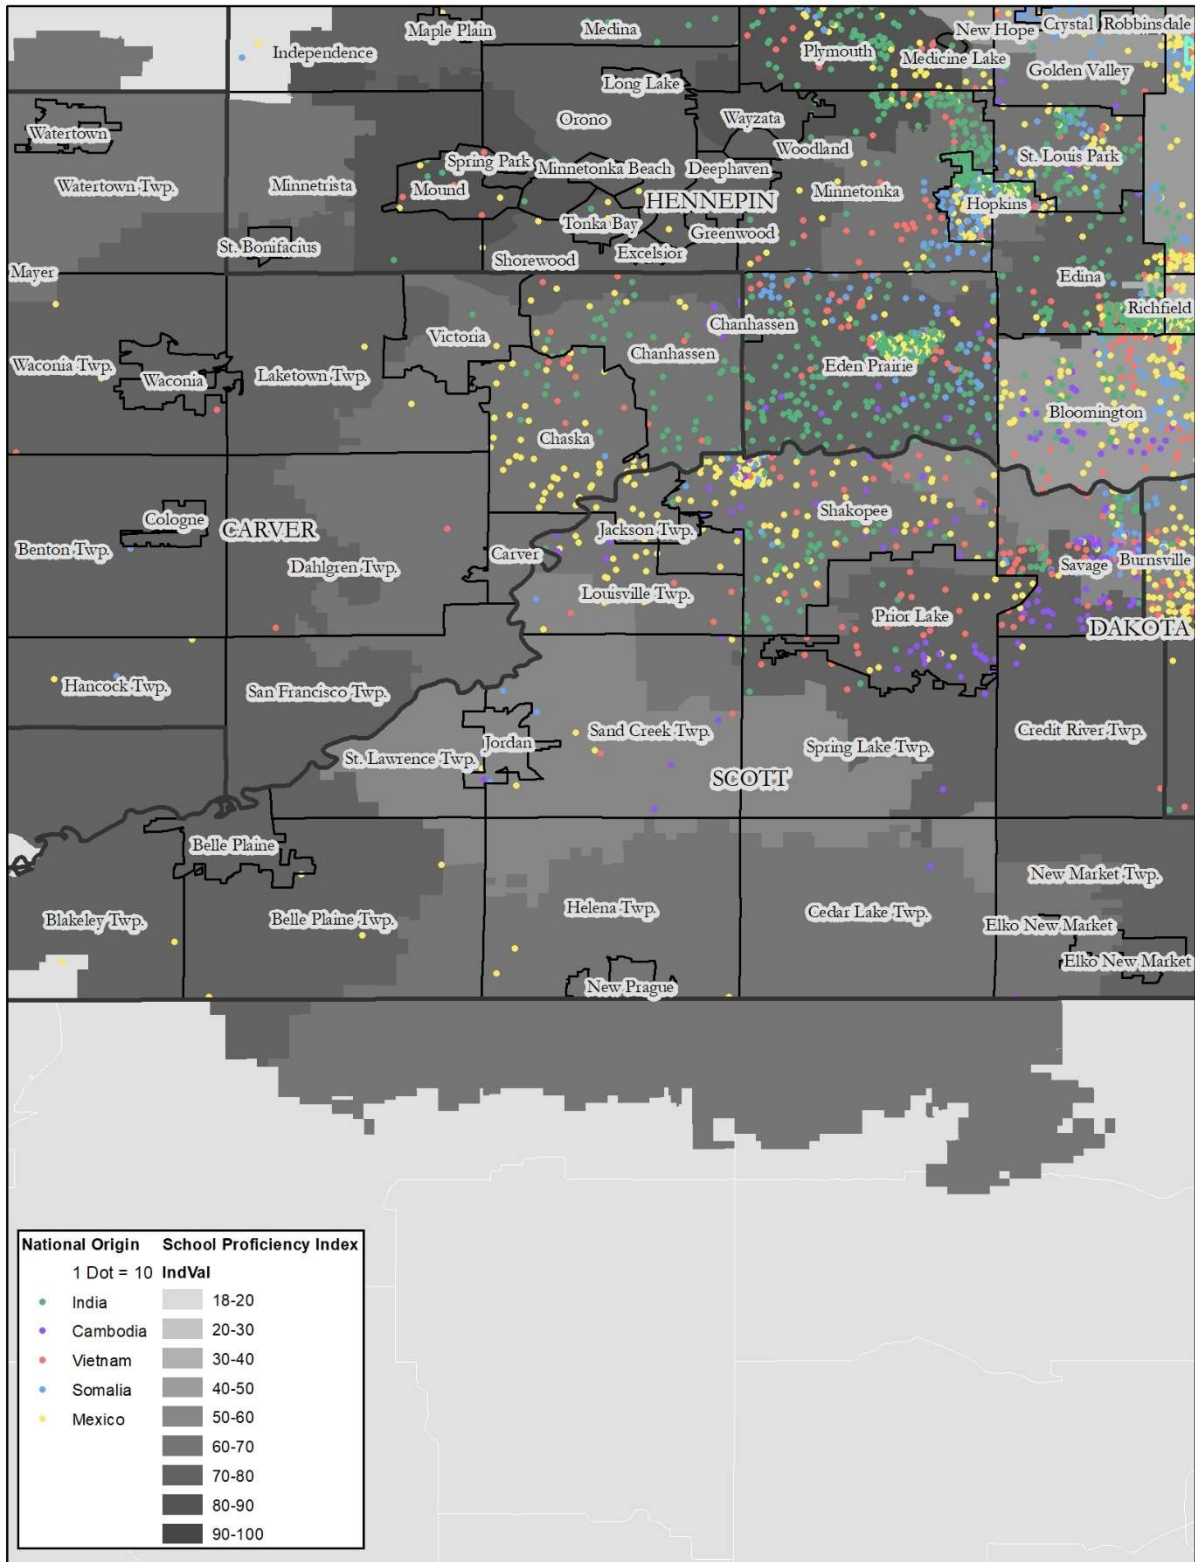 Maple Plain
Medina
Independence
Plymouth
New Hope
Crystal
Robbinsdale
Medicine Lake
Golden Valley
Long Lake
Watertown
Orono
Wayzata
Woodland
St. Louis Park
Watertown Twp.
Minnetrista
Spring Park
Minnetonka Beach
Deephaven
Minnetonka
Mound
HENNEPIN
Hopkins
Tonka Bay
Greenwood
St. Bonifacius
Excelsior
Shorewood
Edina
Mayer
Richfield
Victoria
Chanhassen
Chanhassen
Waconia Twp.
Waconia
Laketown Twp.
Eden Prairie
Bloomington
Chaska
Cologne
CARVER
Jackson Twp.
Shakopee
Benton Twp.
Dahlgren Twp.
Carver
Louisville Twp.
Savage
Burnsville
Prior Lake
DAKOTA
Hancock Twp.
San Francisco Twp.
Jordan
Sand Creek Twp.
Credit River Twp.
St. Lawrence Twp.
Spring Lake Twp.
SCOTT
Belle Plaine
New Market Twp.
Blakeley Twp.
Belle Plaine Twp.
Helena Twp.
Cedar Lake Twp.
Elko New Market
Elko New Market
New Prague
National Origin School Proficiency Index
1 Dot = 10 IndVal
India 18-20
Cambodia 20-30
Vietnam 30-40
Somalia 40-50
Mexico 50-60
60-70
70-80
80-90
90-100